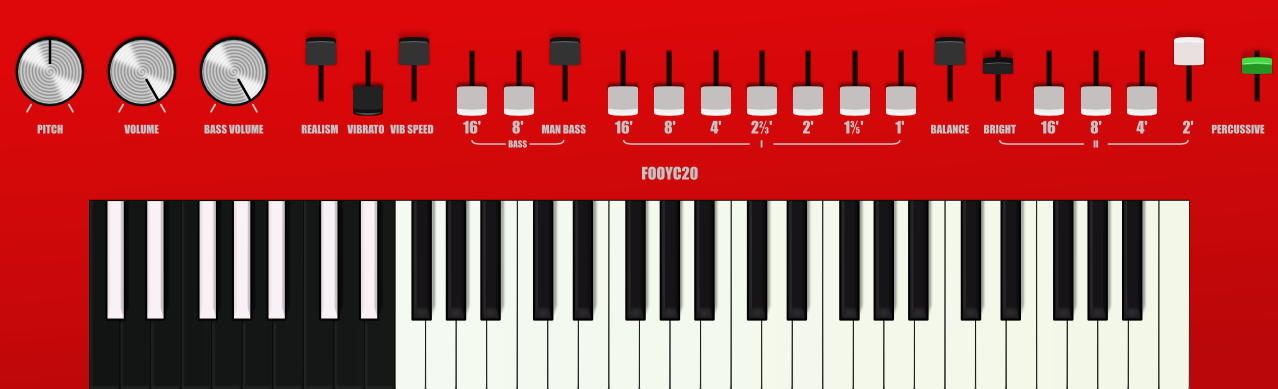 PITCH VOLUME BASS VOLUME REALISM VIBRATO VIB SPEED 16' 8' MAN BASS 16' 8' 4' 2⅔' 2' 1⅗' 1' BALANCE BRIGHT 16' 8' 4' 2' PERCUSSIVE
BASS I II
FOOYC20